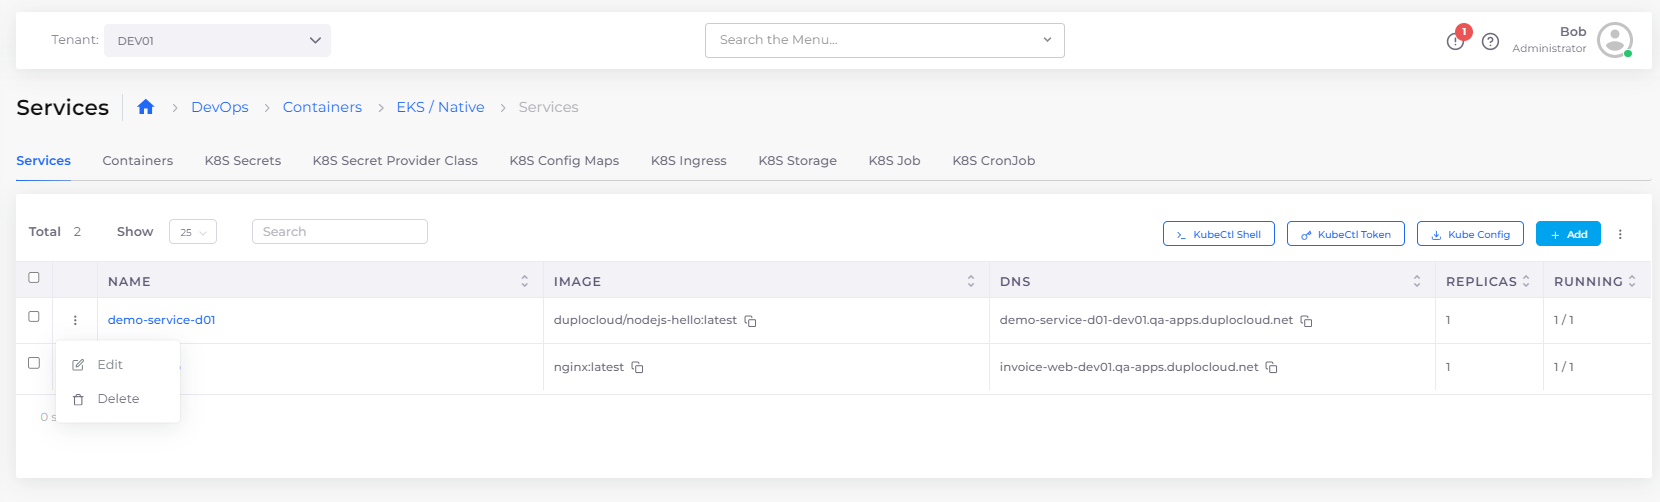 Tenant: DEV01 Search the Menu... 1 Bob
Administrator
Services DevOps Containers EKS / Native Services
Services Containers K8S Secrets K8S Secret Provider Class K8S Config Maps K8S Ingress K8S Storage K8S Job K8S CronJob
Total 2 Show 25 Search KubeCtl Shell KubeCtl Token Kube Config + Add
NAME IMAGE DNS REPLICAS RUNNING
demo-service-d01 duplocloud/nodejs-hello:latest demo-service-d01-dev01.qa-apps.duplocloud.net 1 1 / 1
Edit nginx:latest invoice-web-dev01.qa-apps.duplocloud.net 1 1 / 1
Delete
0 s